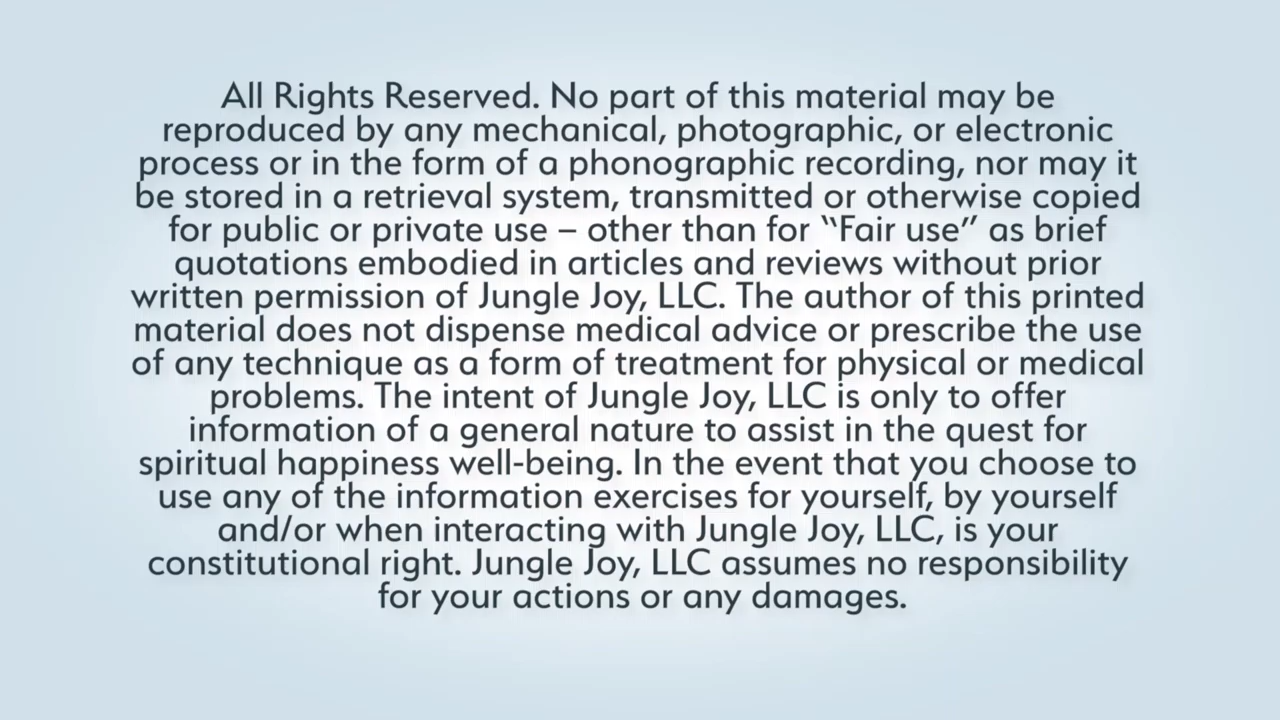 All Rights Reserved. No part of this material may be
reproduced by any mechanical, photographic, or electronic
process or in the form of a phonographic recording, nor may it
be stored in a retrieval system, transmitted or otherwise copied
for public or private use – other than for “Fair use” as brief
quotations embodied in articles and reviews without prior
written permission of Jungle Joy, LLC. The author of this printed
material does not dispense medical advice or prescribe the use
of any technique as a form of treatment for physical or medical
problems. The intent of Jungle Joy, LLC is only to offer
information of a general nature to assist in the quest for
spiritual happiness well-being. In the event that you choose to
use any of the information exercises for yourself, by yourself
and/or when interacting with Jungle Joy, LLC, is your
constitutional right. Jungle Joy, LLC assumes no responsibility
for your actions or any damages.